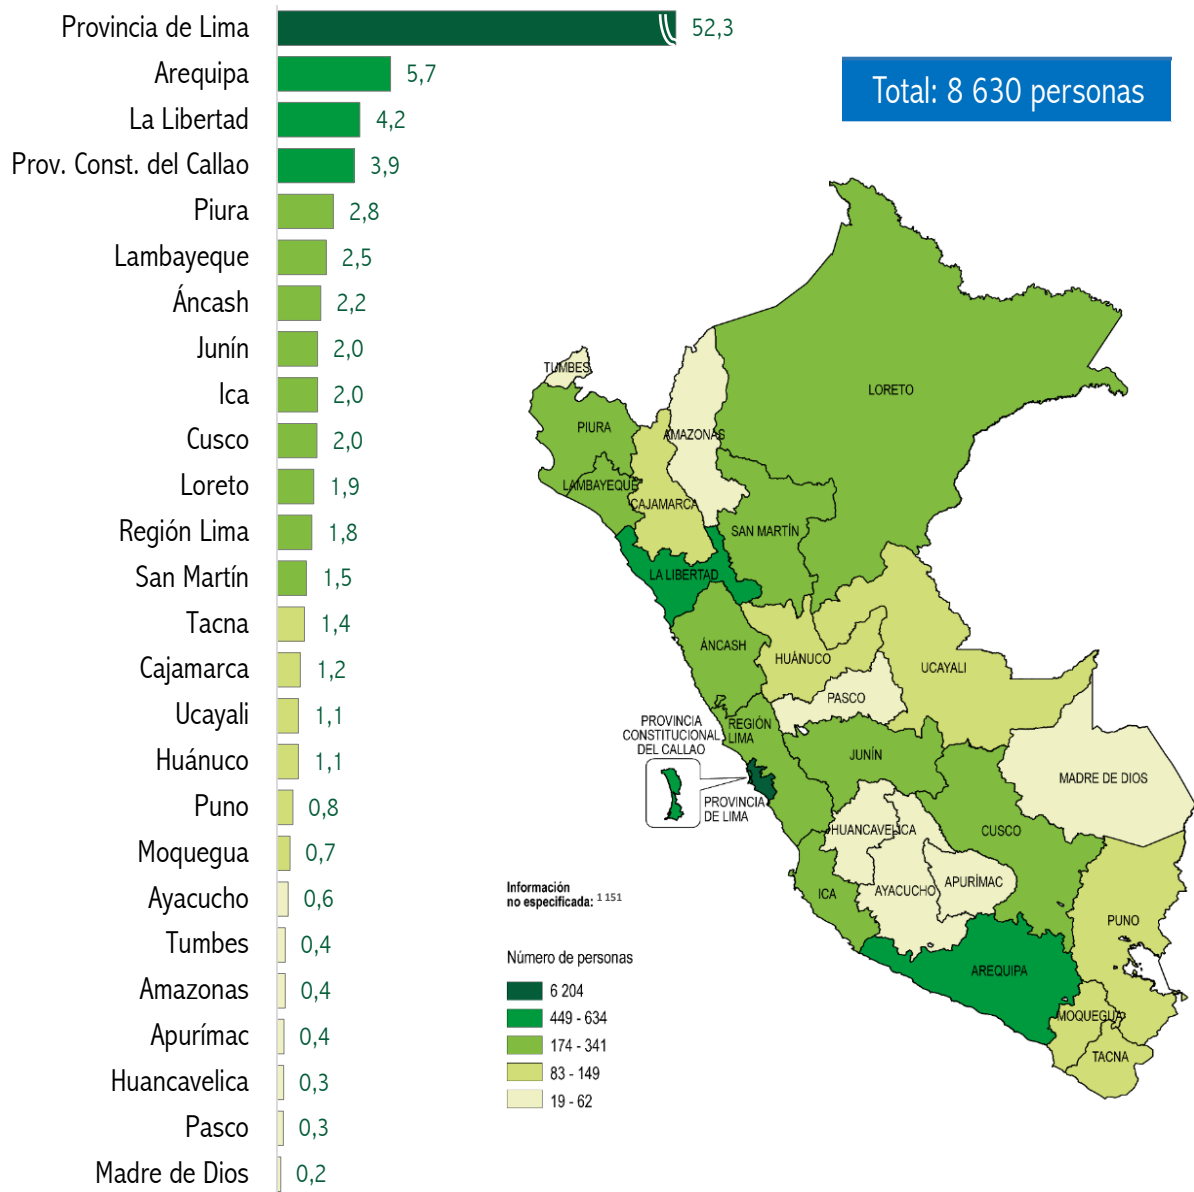 Provincia de Lima 52,3
Arequipa 5,7
La Libertad 4,2
Prov. Const. del Callao 3,9
Piura 2,8
Lambayeque 2,5
Áncash 2,2
Junín 2,0
Ica 2,0
Cusco 2,0
Loreto 1,9
Región Lima 1,8
San Martín 1,5
Tacna 1,4
Cajamarca 1,2
Ucayali 1,1
Huánuco 1,1
Puno 0,8
Moquegua 0,7
Ayacucho 0,6
Tumbes 0,4
Amazonas 0,4
Apurímac 0,4
Huancavelica 0,3
Pasco 0,3
Madre de Dios 0,2
Total: 8 630 personas
TUMBES
LORETO
PIURA
AMAZONAS
LAMBAYEQUE
CAJAMARCA
SAN MARTÍN
LA LIBERTAD
ÁNCASH
HUÁNUCO
UCAYALI
PASCO
PROVINCIA
CONSTITUCIONAL
DEL CALLAO
REGIÓN
LIMA
JUNÍN
MADRE DE DIOS
PROVINCIA
DE LIMA
HUANCAVELICA
CUSCO
ICA
AYACUCHO
APURÍMAC
PUNO
AREQUIPA
MOQUEGUA
TACNA
Información
no especificada: 1 151
Número de personas
6 204
449 - 634
174 - 341
83 - 149
19 - 62